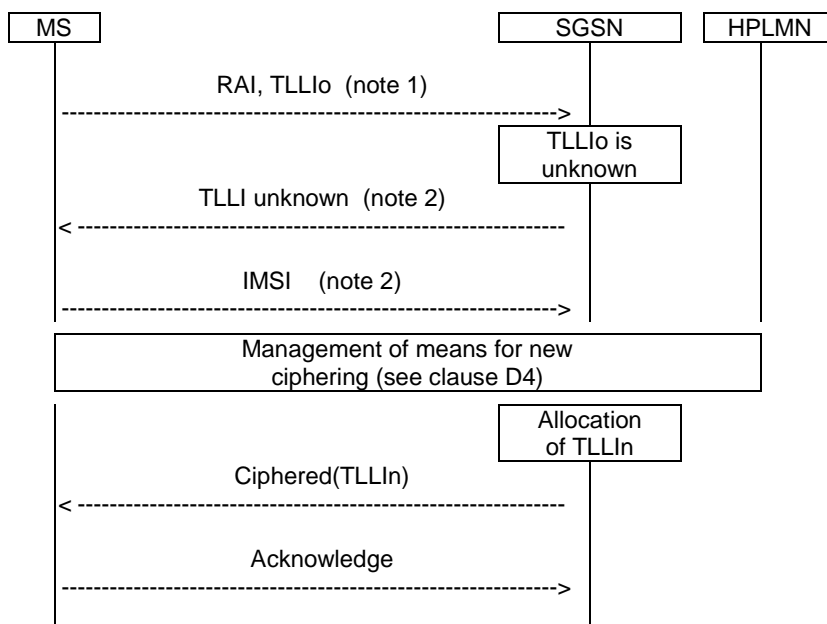 MS SGSN HPLMN
RAI, TLLIo (note 1)
TLLIo is
unknown
TLLI unknown (note 2)
IMSI (note 2)
Management of means for new
ciphering (see clause D4)
Allocation
of TLLIn
Ciphered(TLLIn)
Acknowledge